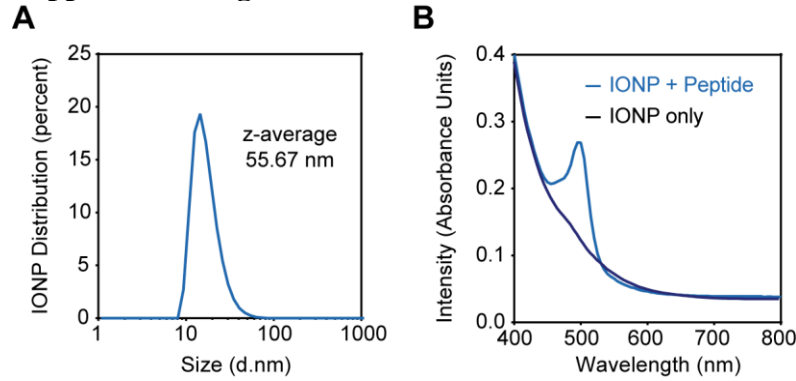 A
25
20
15
10
5
0
IONP Distribution (percent)
z-average
55.67 nm
1 10 100 1000
Size (d.nm)
B
0.4
0.3
0.2
0.1
0.0
Intensity (Absorbance Units)
IONP + Peptide
IONP only
400 500 600 700 800
Wavelength (nm)